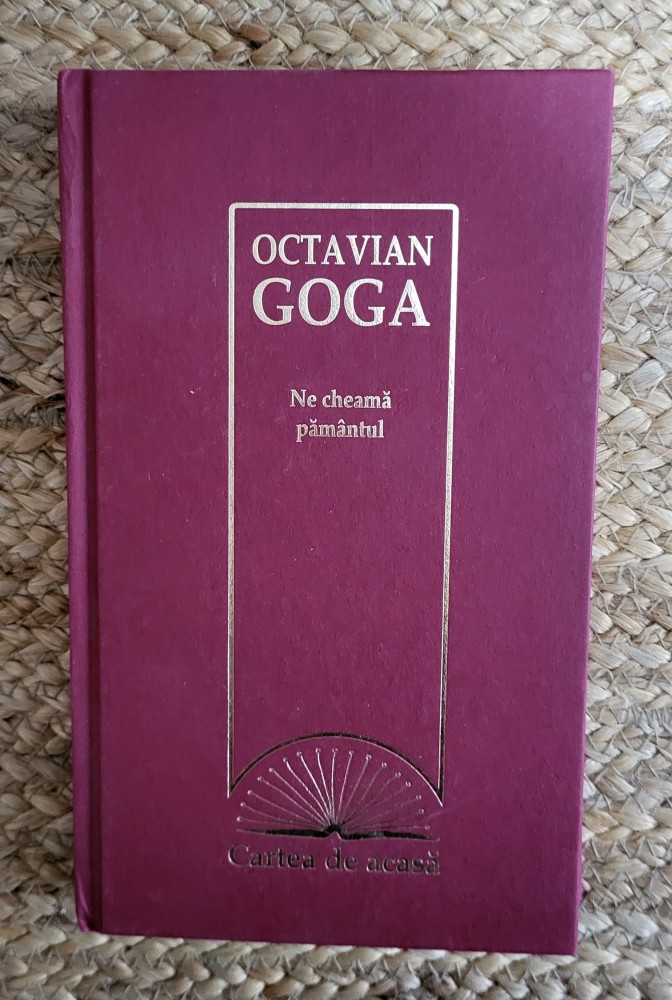 OCTAVIAN
GOGA
Ne cheamă
pământul
Cartea de acasă